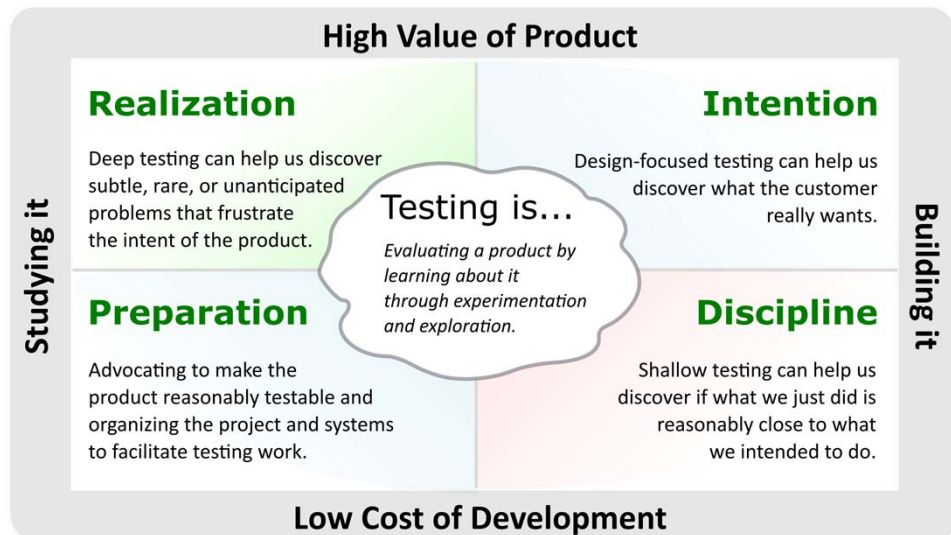 High Value of Product
Studying it
Realization
Deep testing can help us discover
subtle, rare, or unanticipated
problems that frustrate
the intent of the product.
Intention
Design-focused testing can help us
discover what the customer
really wants.
Testing is...
Evaluating a product by
learning about it
through experimentation
and exploration.
Preparation
Advocating to make the
product reasonably testable and
organizing the project and systems
to facilitate testing work.
Discipline
Shallow testing can help us
discover if what we just did is
reasonably close to what
we intended to do.
Building it
Low Cost of Development